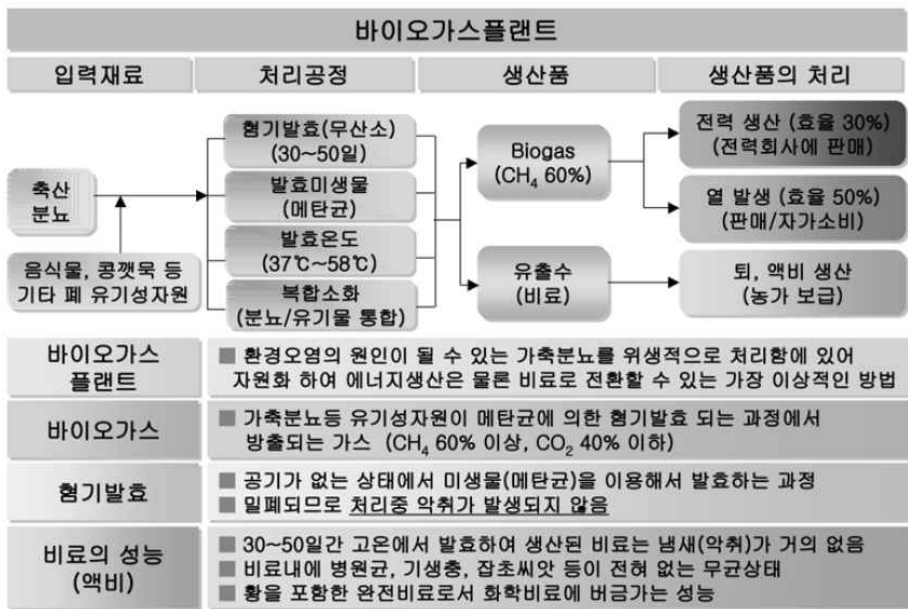 바이오가스플랜트
입력재료
처리공정
생산품
생산품의 처리
축산
분뇨
음식물, 콩깻묵 등
기타 폐 유기성자원
혐기발효(무산소)
(30~50일)
발효미생물
(메탄균)
발효온도
(37℃~58℃)
복합소화
(분뇨/유기물 통합)
Biogas
(CH₄ 60%)
유출수
(비료)
전력 생산 (효율 30%)
(전력회사에 판매)
열 발생 (효율 50%)
(판매/자가소비)
퇴, 액비 생산
(농가 보급)
바이오가스
플랜트
■ 환경오염의 원인이 될 수 있는 가축분뇨를 위생적으로 처리함에 있어
자원화 하여 에너지생산은 물론 비료로 전환할 수 있는 가장 이상적인 방법
바이오가스
■ 가축분뇨등 유기성자원이 메탄균에 의한 혐기발효 되는 과정에서
방출되는 가스 (CH₄ 60% 이상, CO₂ 40% 이하)
혐기발효
■ 공기가 없는 상태에서 미생물(메탄균)을 이용해서 발효하는 과정
■ 밀폐되므로 처리중 악취가 발생되지 않음
비료의 성능
(액비)
■ 30~50일간 고온에서 발효하여 생산된 비료는 냄새(악취)가 거의 없음
■ 비료내에 병원균, 기생충, 잡초씨앗 등이 전혀 없는 무균상태
■ 황을 포함한 완전비료로서 화학비료에 버금가는 성능